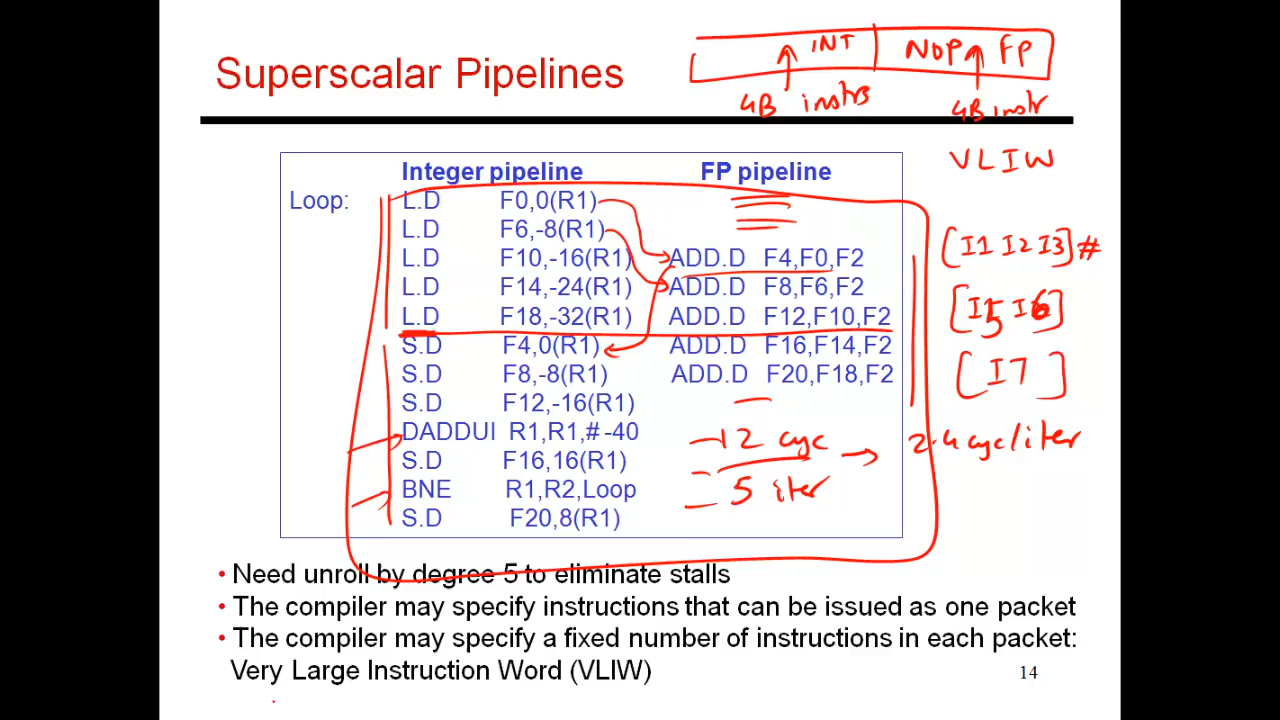 INT NOP FP
Superscalar Pipelines
4B instrs 4B instr
VLIW
Integer pipeline FP pipeline
Loop: L.D F0,0(R1)
L.D F6,-8(R1)
L.D F10,-16(R1) ADD.D F4,F0,F2
[I1 I2 I3] #
L.D F14,-24(R1) ADD.D F8,F6,F2
L.D F18,-32(R1) ADD.D F12,F10,F2
[I5 I6]
S.D F4,0(R1) ADD.D F16,F14,F2
S.D F8,-8(R1) ADD.D F20,F18,F2
[I7]
S.D F12,-16(R1)
DADDUI R1,R1,# -40
12 cyc 2.4 cyc/iter
S.D F16,16(R1)
BNE R1,R2,Loop
5 iter
S.D F20,8(R1)
• Need unroll by degree 5 to eliminate stalls
• The compiler may specify instructions that can be issued as one packet
• The compiler may specify a fixed number of instructions in each packet:
Very Large Instruction Word (VLIW)
14